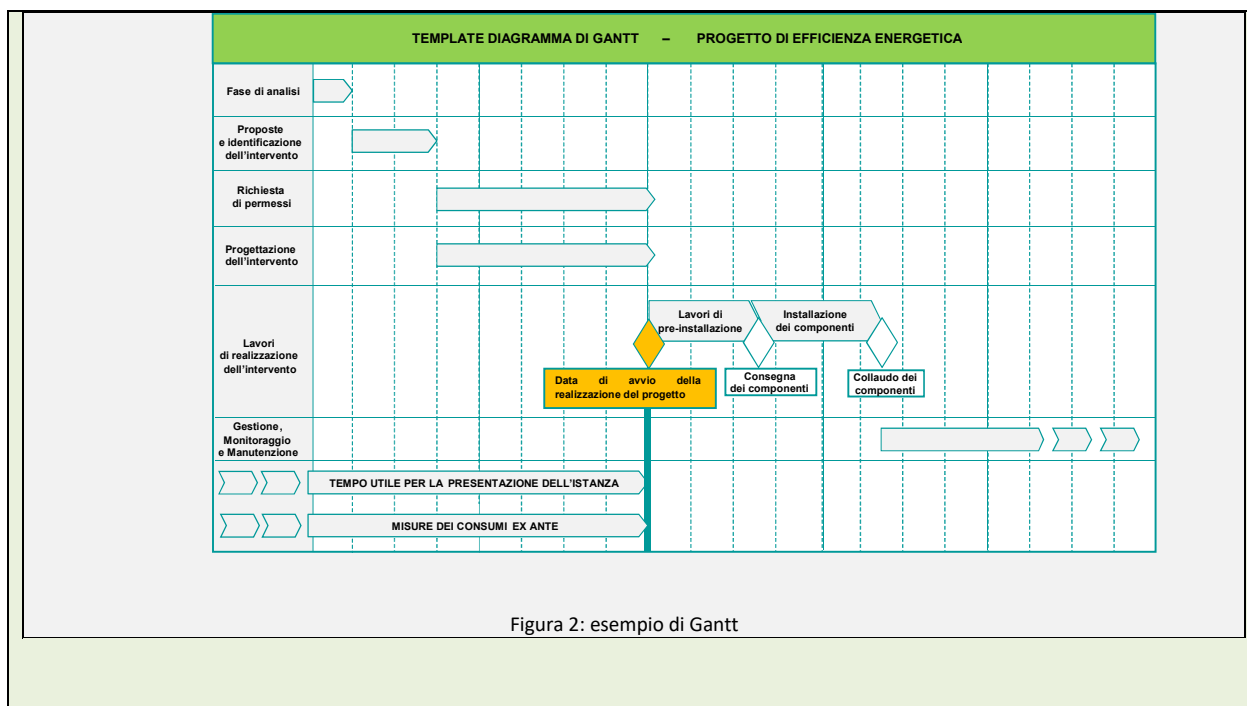 TEMPLATE DIAGRAMMA DI GANTT – PROGETTO DI EFFICIENZA ENERGETICA
Fase di analisi
Proposte
e identificazione
dell'intervento
Richiesta
di permessi
Progettazione
dell'intervento
Lavori
di realizzazione
dell'intervento
Lavori di
pre-installazione
Installazione
dei componenti
Data di avvio della
realizzazione del progetto
Consegna
dei componenti
Collaudo dei
componenti
Gestione,
Monitoraggio
e Manutenzione
TEMPO UTILE PER LA PRESENTAZIONE DELL'ISTANZA
MISURE DEI CONSUMI EX ANTE
Figura 2: esempio di Gantt